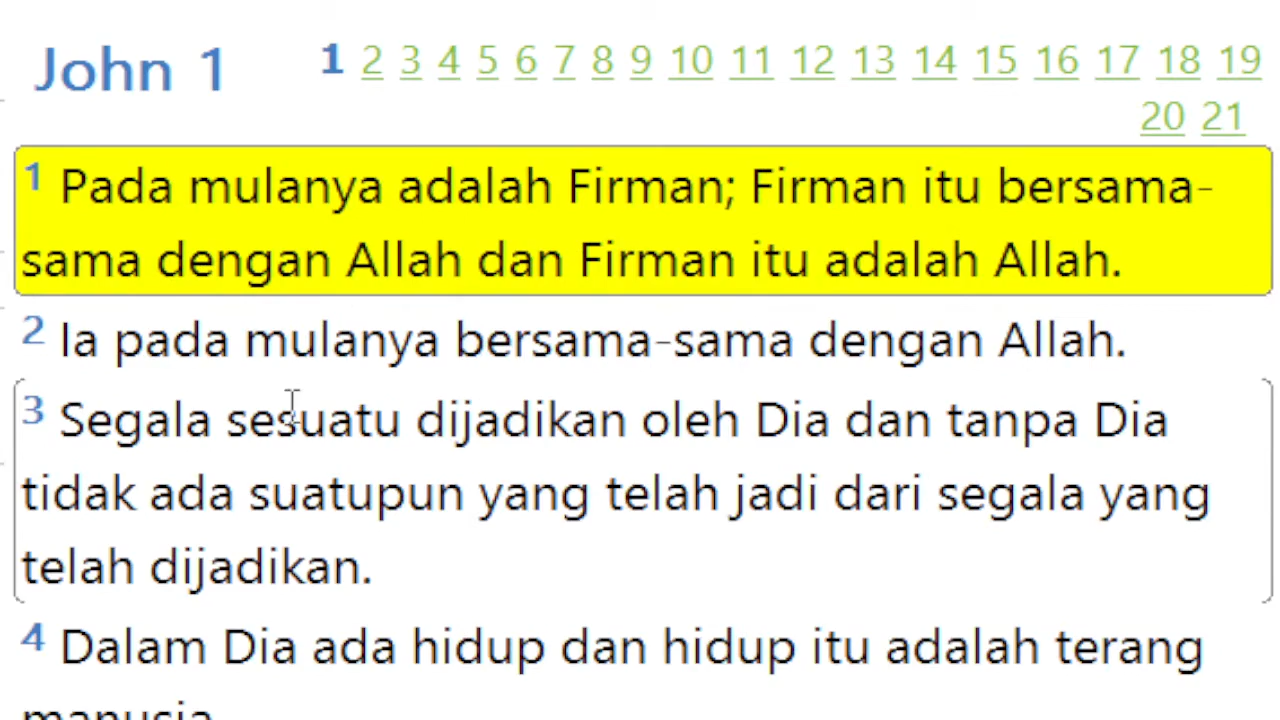 John 1 1 2 3 4 5 6 7 8 9 10 11 12 13 14 15 16 17 18 19
20 21
1 Pada mulanya adalah Firman; Firman itu bersama-
sama dengan Allah dan Firman itu adalah Allah.
2 Ia pada mulanya bersama-sama dengan Allah.
3 Segala sesuatu dijadikan oleh Dia dan tanpa Dia
tidak ada suatupun yang telah jadi dari segala yang
telah dijadikan.
4 Dalam Dia ada hidup dan hidup itu adalah terang
manusia